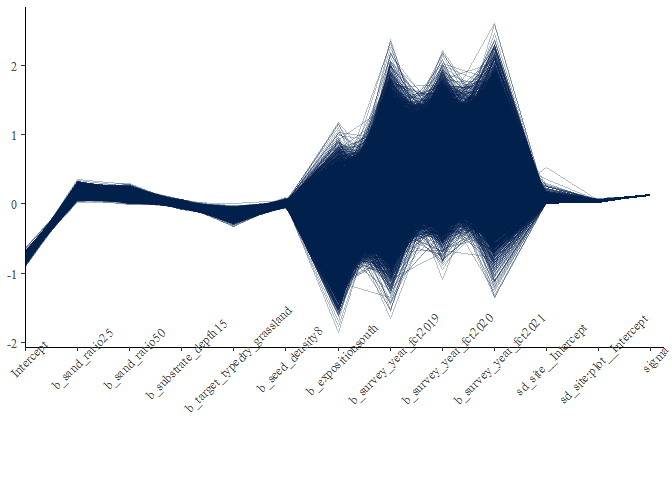 2
1
0
-1
-2
Intercept
b_sand_ratio25
b_sand_ratio50
b_substrate_depth15
b_target_typedry_grassland
b_seed_density8
b_expositionsouth
b_survey_year_fct2019
b_survey_year_fct2020
b_survey_year_fct2021
sd_site__Intercept
sd_site:plot__Intercept
sigma